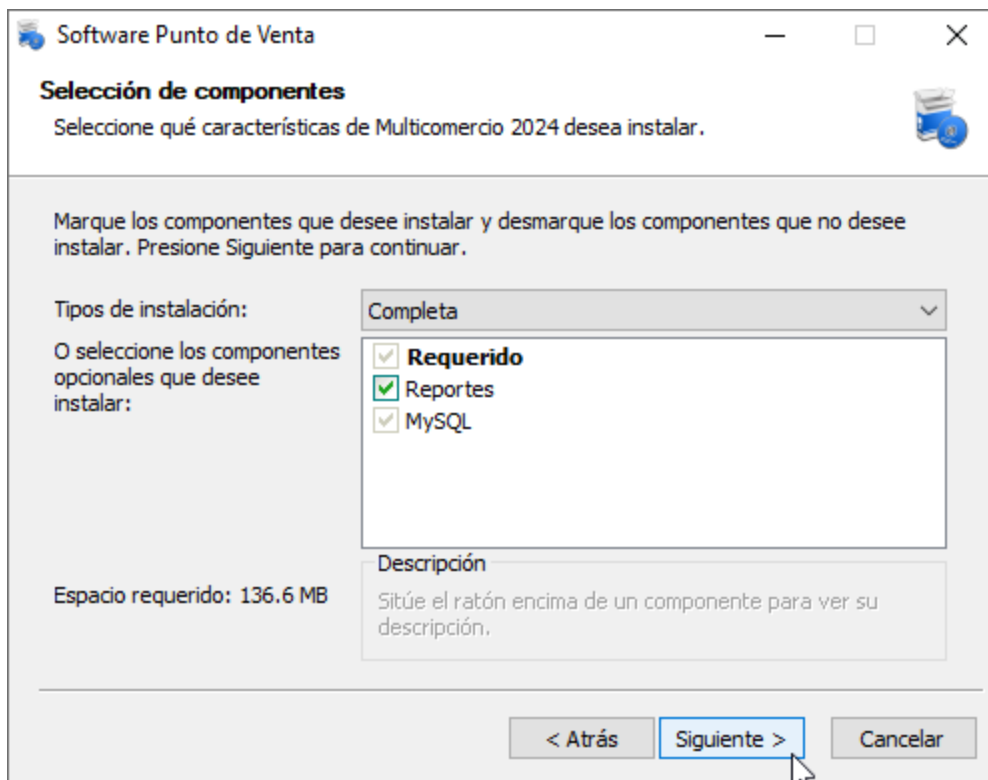 Software Punto de Venta
Selección de componentes
Seleccione qué características de Multicomercio 2024 desea instalar.
Marque los componentes que desee instalar y desmarque los componentes que no desee
instalar. Presione Siguiente para continuar.
Tipos de instalación:
Completa
O seleccione los componentes
opcionales que desee
instalar:
Requerido
Reportes
MySQL
Espacio requerido: 136.6 MB
Descripción
Sitúe el ratón encima de un componente para ver su
descripción.
< Atrás
Siguiente >
Cancelar